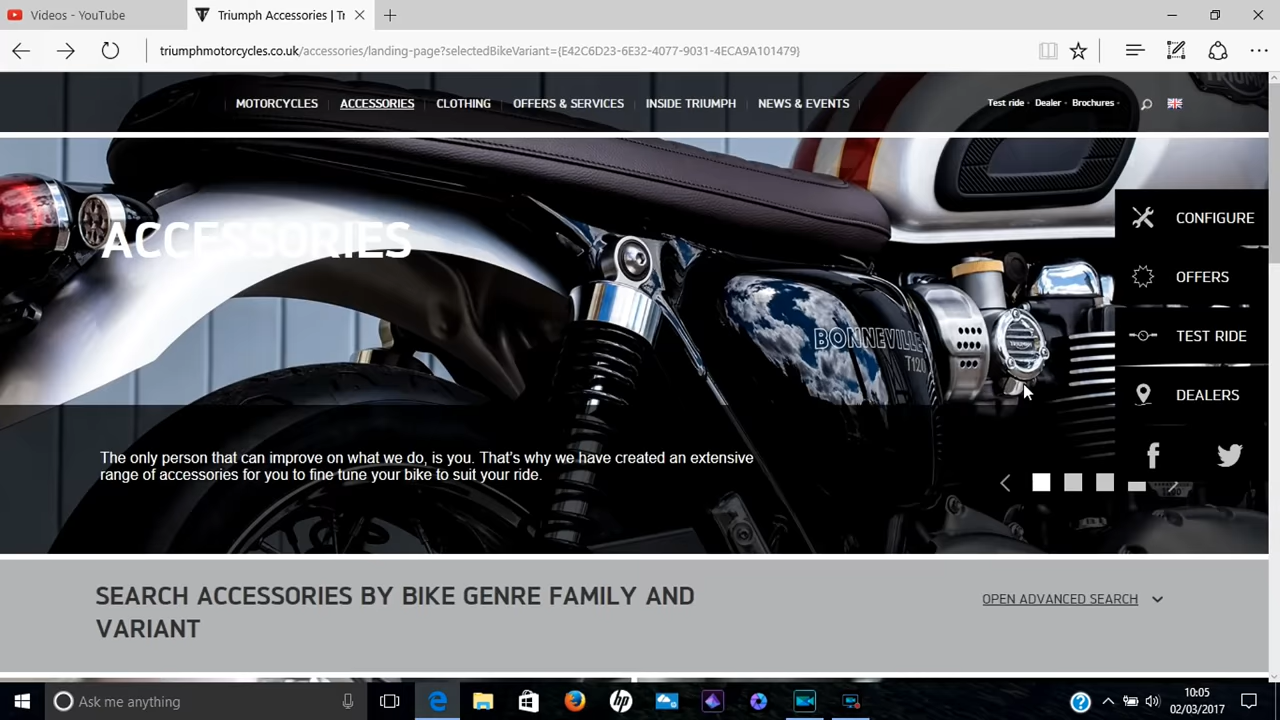 Videos - YouTube
Triumph Accessories | Tr
triumphmotorcycles.co.uk/accessories/landing-page?selectedBikeVariant={E42C6D23-6E32-4077-9031-4ECA9A101479}
MOTORCYCLES
ACCESSORIES
CLOTHING
OFFERS & SERVICES
INSIDE TRIUMPH
NEWS & EVENTS
Test ride
Dealer
Brochures
ACCESSORIES
CONFIGURE
OFFERS
TEST RIDE
DEALERS
BONNEVILLE
T120
TRIUMPH
The only person that can improve on what we do, is you. That's why we have created an extensive
range of accessories for you to fine tune your bike to suit your ride.
SEARCH ACCESSORIES BY BIKE GENRE FAMILY AND
VARIANT
OPEN ADVANCED SEARCH
Ask me anything
10:05
02/03/2017